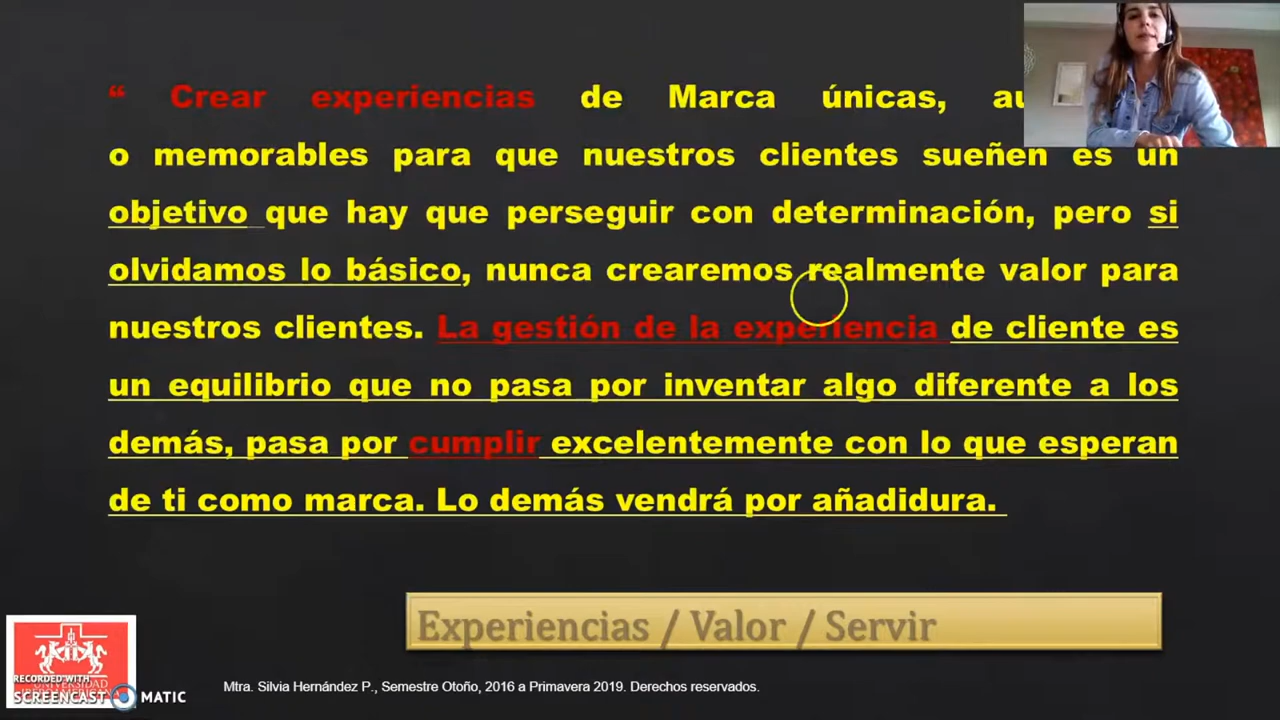 “ Crear experiencias de Marca únicas,
o memorables para que nuestros clientes sueñen es un
objetivo que hay que perseguir con determinación, pero si
olvidamos lo básico, nunca crearemos realmente valor para
nuestros clientes. La gestión de la experiencia de cliente es
un equilibrio que no pasa por inventar algo diferente a los
demás, pasa por cumplir excelentemente con lo que esperan
de ti como marca. Lo demás vendrá por añadidura.
Experiencias / Valor / Servir
Mtra. Silvia Hernández P., Semestre Otoño, 2016 a Primavera 2019. Derechos reservados.
UNIVERSIDAD
RECORDED WITH
SCREENCAST MATIC